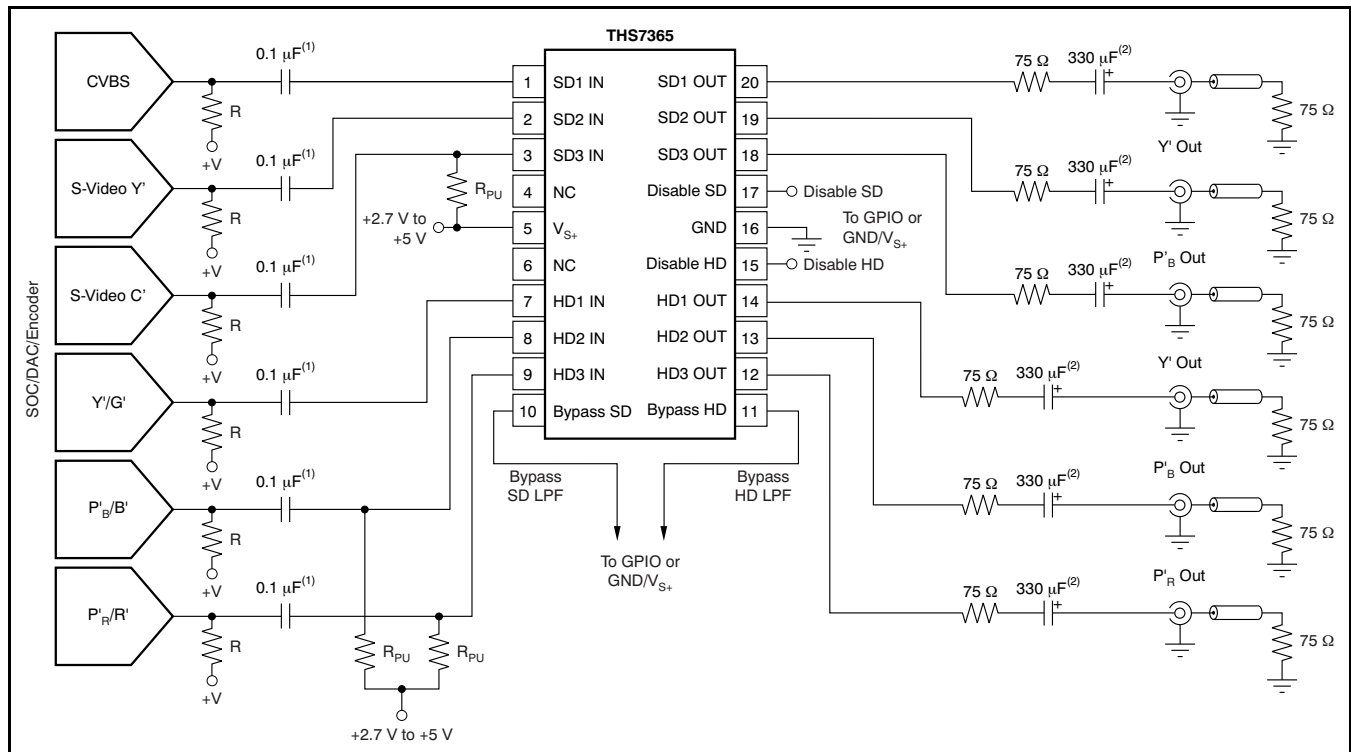 THS7365
SOC/DAC/Encoder
CVBS
S-Video Y'
S-Video C'
Y'/G'
P'B/B'
P'R/R'
0.1 µF(1)
R
+V
0.1 µF(1)
R
+V
0.1 µF(1)
R
+V
0.1 µF(1)
R
+V
0.1 µF(1)
R
+V
0.1 µF(1)
R
+V
RPU
+2.7 V to
+5 V
RPU
RPU
+2.7 V to +5 V
1 SD1 IN
2 SD2 IN
3 SD3 IN
4 NC
5 VS+
6 NC
7 HD1 IN
8 HD2 IN
9 HD3 IN
10 Bypass SD
SD1 OUT 20
SD2 OUT 19
SD3 OUT 18
Disable SD 17
GND 16
Disable HD 15
HD1 OUT 14
HD2 OUT 13
HD3 OUT 12
Bypass HD 11
Disable SD
To GPIO or
GND/VS+
Disable HD
Bypass
SD LPF
Bypass
HD LPF
To GPIO or
GND/VS+
75 Ω
330 µF(2)
+
75 Ω
Y' Out
75 Ω
330 µF(2)
+
75 Ω
P'B Out
75 Ω
330 µF(2)
+
75 Ω
Y' Out
75 Ω
330 µF(2)
+
75 Ω
P'B Out
75 Ω
330 µF(2)
+
75 Ω
P'R Out
75 Ω
330 µF(2)
+
75 Ω